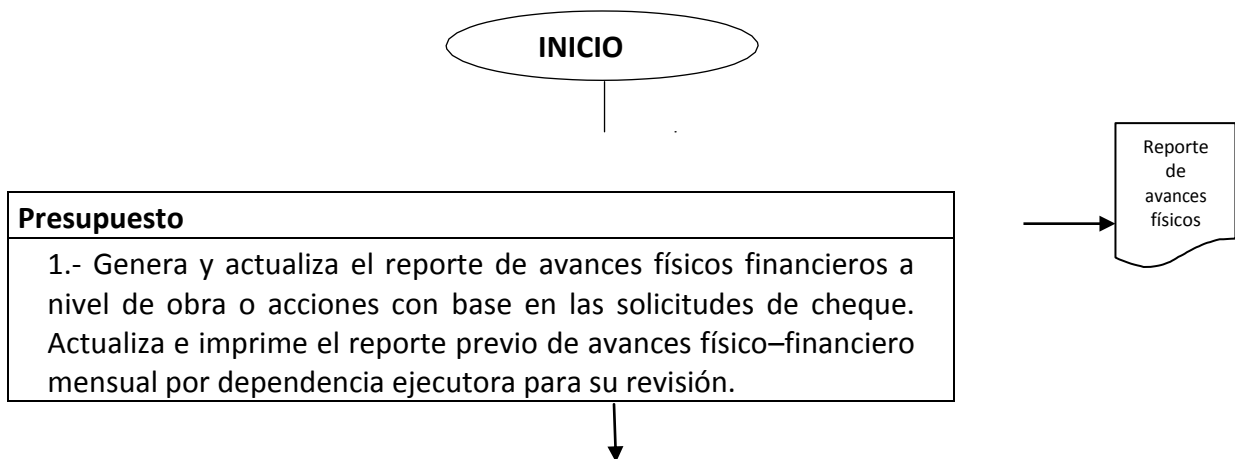 INICIO
Reporte
de
avances
físicos
Presupuesto
1.- Genera y actualiza el reporte de avances físicos financieros a
nivel de obra o acciones con base en las solicitudes de cheque.
Actualiza e imprime el reporte previo de avances físico–financiero
mensual por dependencia ejecutora para su revisión.